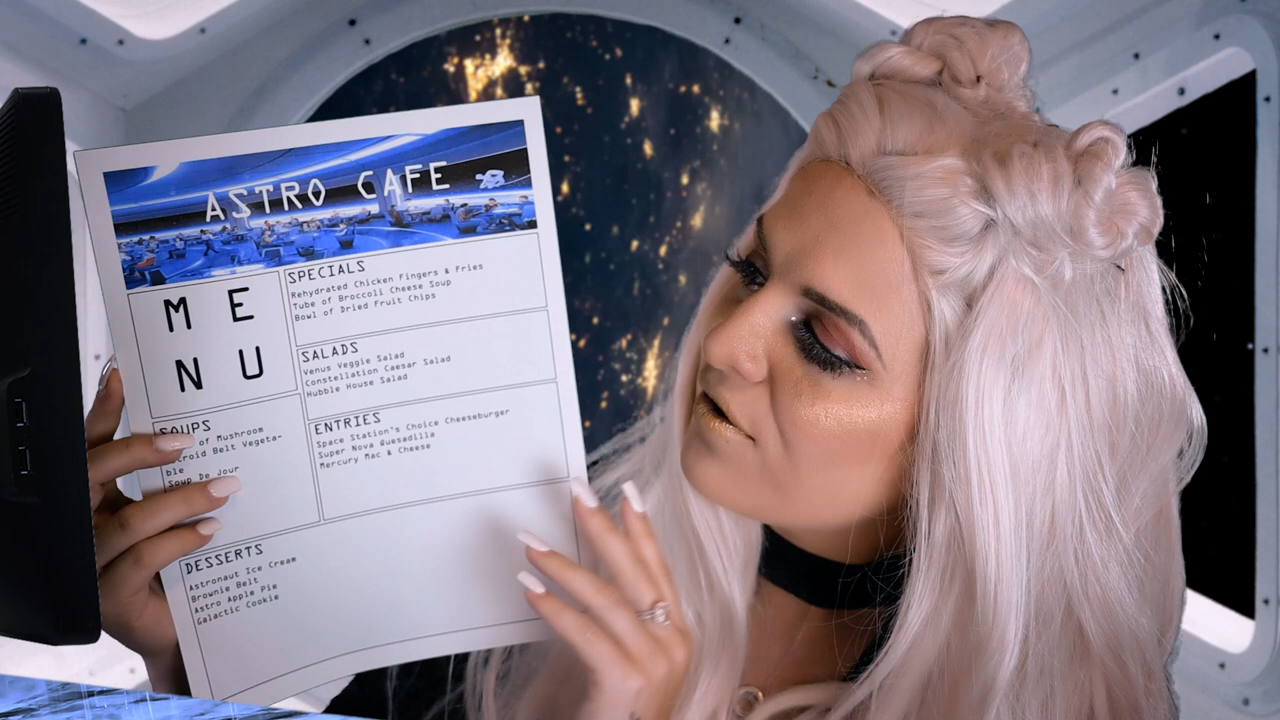 ASTRO CAFE
M E
N U
SPECIALS
Rehydrated Chicken Fingers & Fries
Tube of Broccoli Cheese Soup
Bowl of Dried Fruit Chips
SALADS
Venus Veggie Salad
Constellation Caesar Salad
Hubble House Salad
SOUPS
of Mushroom
Belt Vegeta-
ble
Soup De Jour
ENTRIES
Space Station's Choice Cheeseburger
Super Nova Quesadilla
Mercury Mac & Cheese
DESSERTS
Astronaut Ice Cream
Brownie Belt
Astro Apple Pie
Galactic Cookie